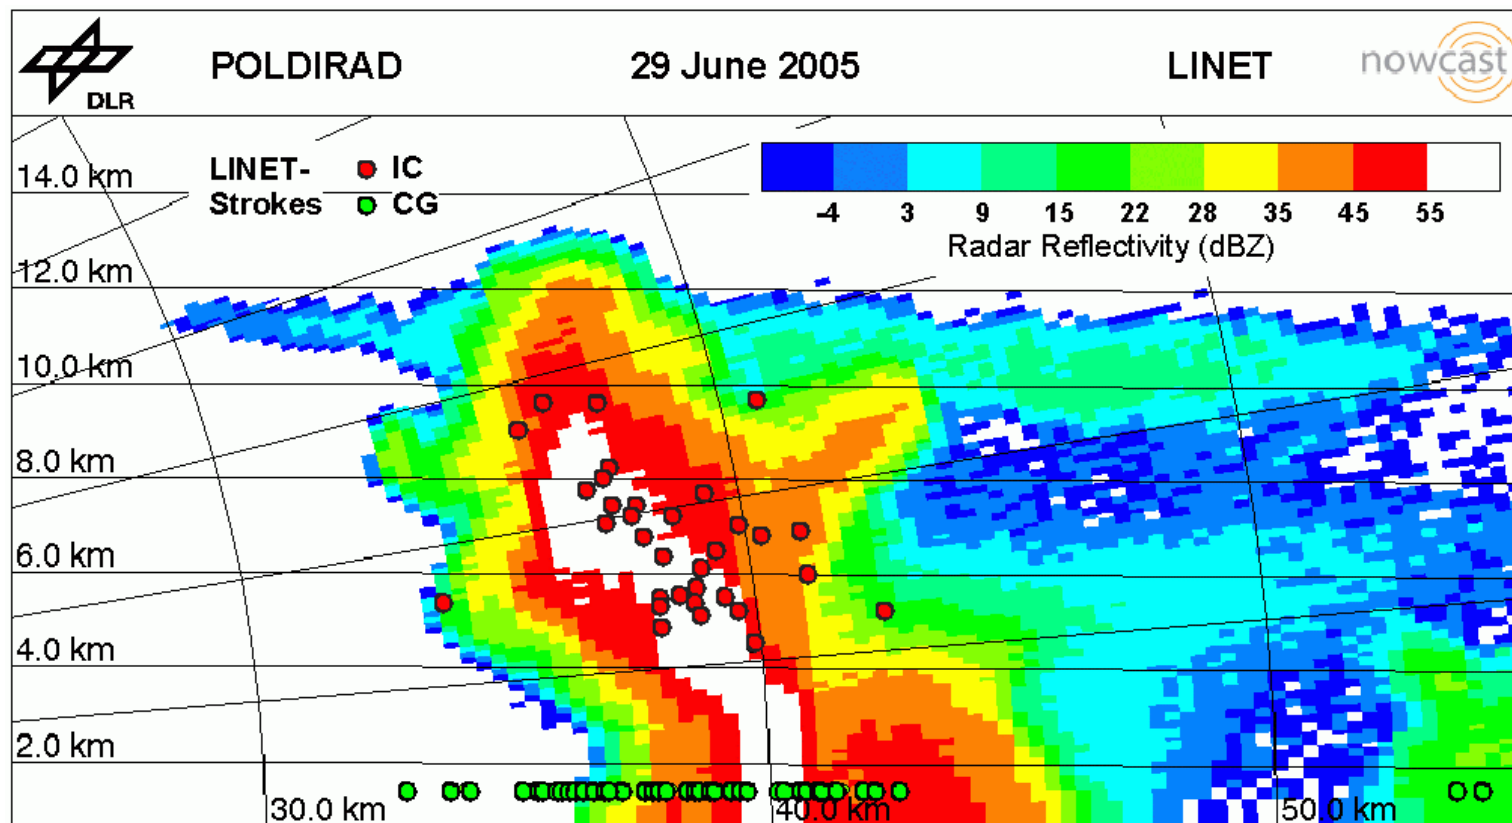 POLDIRAD 29 June 2005 LINET nowcast
DLR
LINET- IC
Strokes CG
-4 3 9 15 22 28 35 45 55
Radar Reflectivity (dBZ)
14.0 km
12.0 km
10.0 km
8.0 km
6.0 km
4.0 km
2.0 km
30.0 km 40.0 km 50.0 km